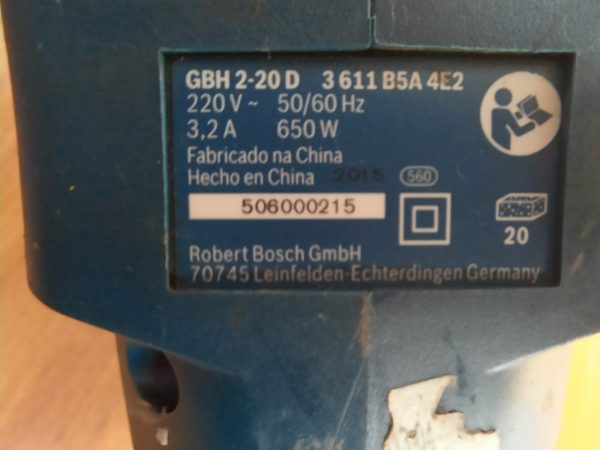 GBH 2-20 D 3 611 B5A 4E2
220 V ~ 50/60 Hz
3,2 A 650 W
Fabricado na China
Hecho en China 2015 560
506000215
20
Robert Bosch GmbH
70745 Leinfelden-Echterdingen Germany